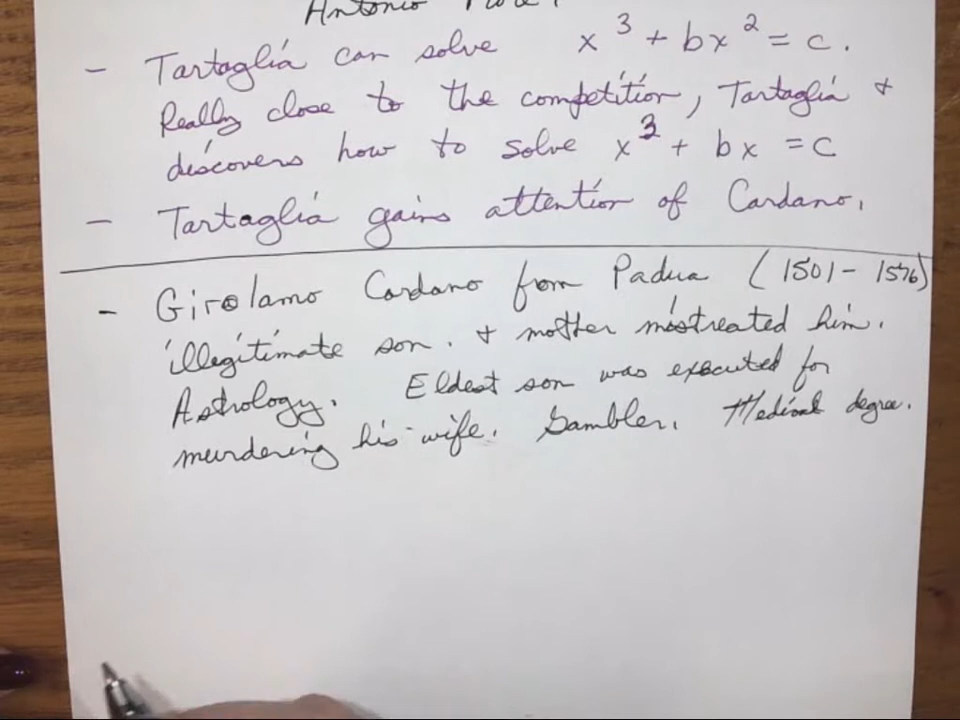 Antonio
- Tartaglia can solve x³ + bx² = c.
Really close to the competition, Tartaglia +
discovers how to solve x³ + bx = c
- Tartaglia gains attention of Cardano.
- Girolamo Cardano from Padua (1501 - 1576)
illegitimate son. + mother mistreated him.
Astrology. Eldest son was executed for
murdering his wife. Gambler. Medical degree.